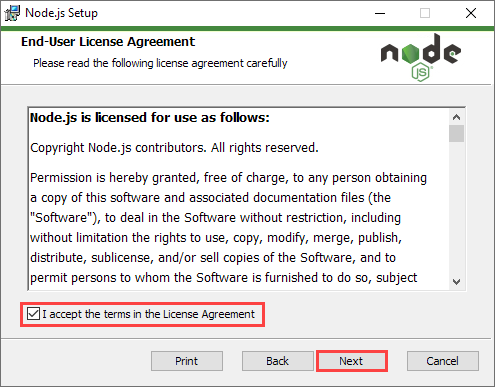 Node.js Setup
End-User License Agreement
Please read the following license agreement carefully
node
JS
Node.js is licensed for use as follows:
Copyright Node.js contributors. All rights reserved.
Permission is hereby granted, free of charge, to any person obtaining
a copy of this software and associated documentation files (the
"Software"), to deal in the Software without restriction, including
without limitation the rights to use, copy, modify, merge, publish,
distribute, sublicense, and/or sell copies of the Software, and to
permit persons to whom the Software is furnished to do so, subject
I accept the terms in the License Agreement
Print Back Next Cancel